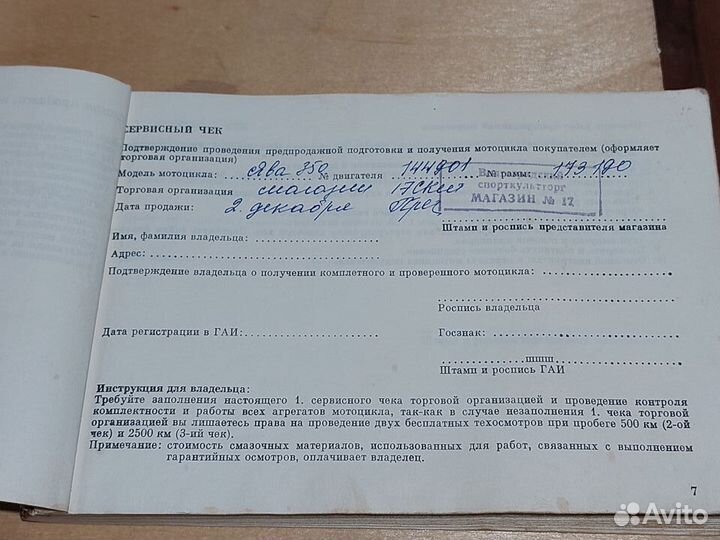 СЕРВИСНЫЙ ЧЕК
Подтверждение проведения предпродажной подготовки и получения мотоцикла покупателем (оформляет
торговая организация)
Модель мотоцикла: Ява 350 № двигателя 144901 № рамы: 173190
Торговая организация магазин 17
спорткультторг
МАГАЗИН № 17
Дата продажи: 2 декабря
Штамп и роспись представителя магазина
Имя, фамилия владельца:
Адрес:
Подтверждение владельца о получении комплектного и проверенного мотоцикла:
Роспись владельца
Дата регистрации в ГАИ: Госзнак:
шшш
Штамп и роспись ГАИ
Инструкция для владельца:
Требуйте заполнения настоящего 1. сервисного чека торговой организацией и проведение контроля
комплектности и работы всех агрегатов мотоцикла, так-как в случае незаполнения 1. чека торговой
организацией вы лишаетесь права на проведение двух бесплатных техосмотров при пробеге 500 км (2-ой
чек) и 2500 км (3-ий чек).
Примечание: стоимость смазочных материалов, использованных для работ, связанных с выполнением
гарантийных осмотров, оплачивает владелец.
7
Avito